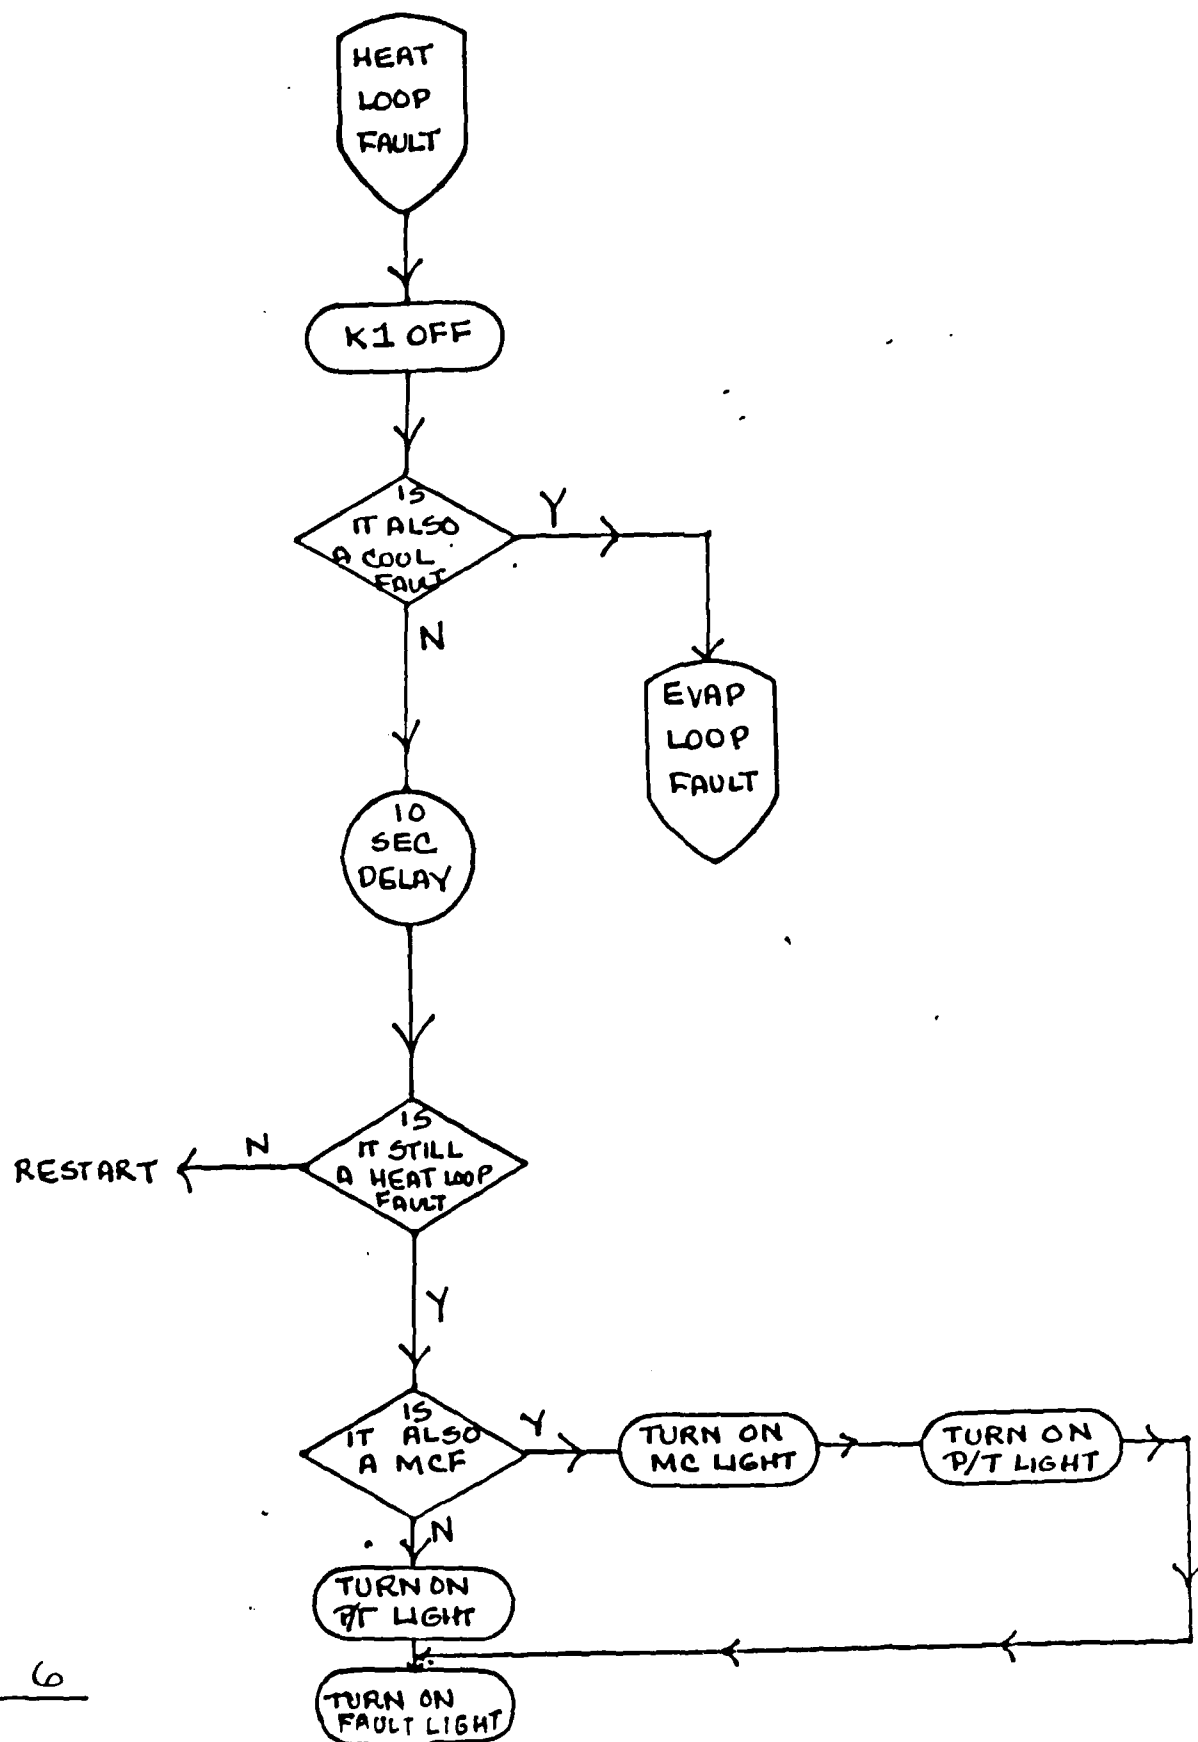 HEAT
LOOP
FAULT
K1 OFF
IS
IT ALSO
A COOL
FAULT
Y
N
EVAP
LOOP
FAULT
10
SEC
DELAY
IS
IT STILL
A HEAT LOOP
FAULT
N
RESTART
Y
IS
IT ALSO
A MCF
Y
TURN ON
MC LIGHT
TURN ON
P/T LIGHT
N
TURN ON
P/T LIGHT
TURN ON
FAULT LIGHT
6